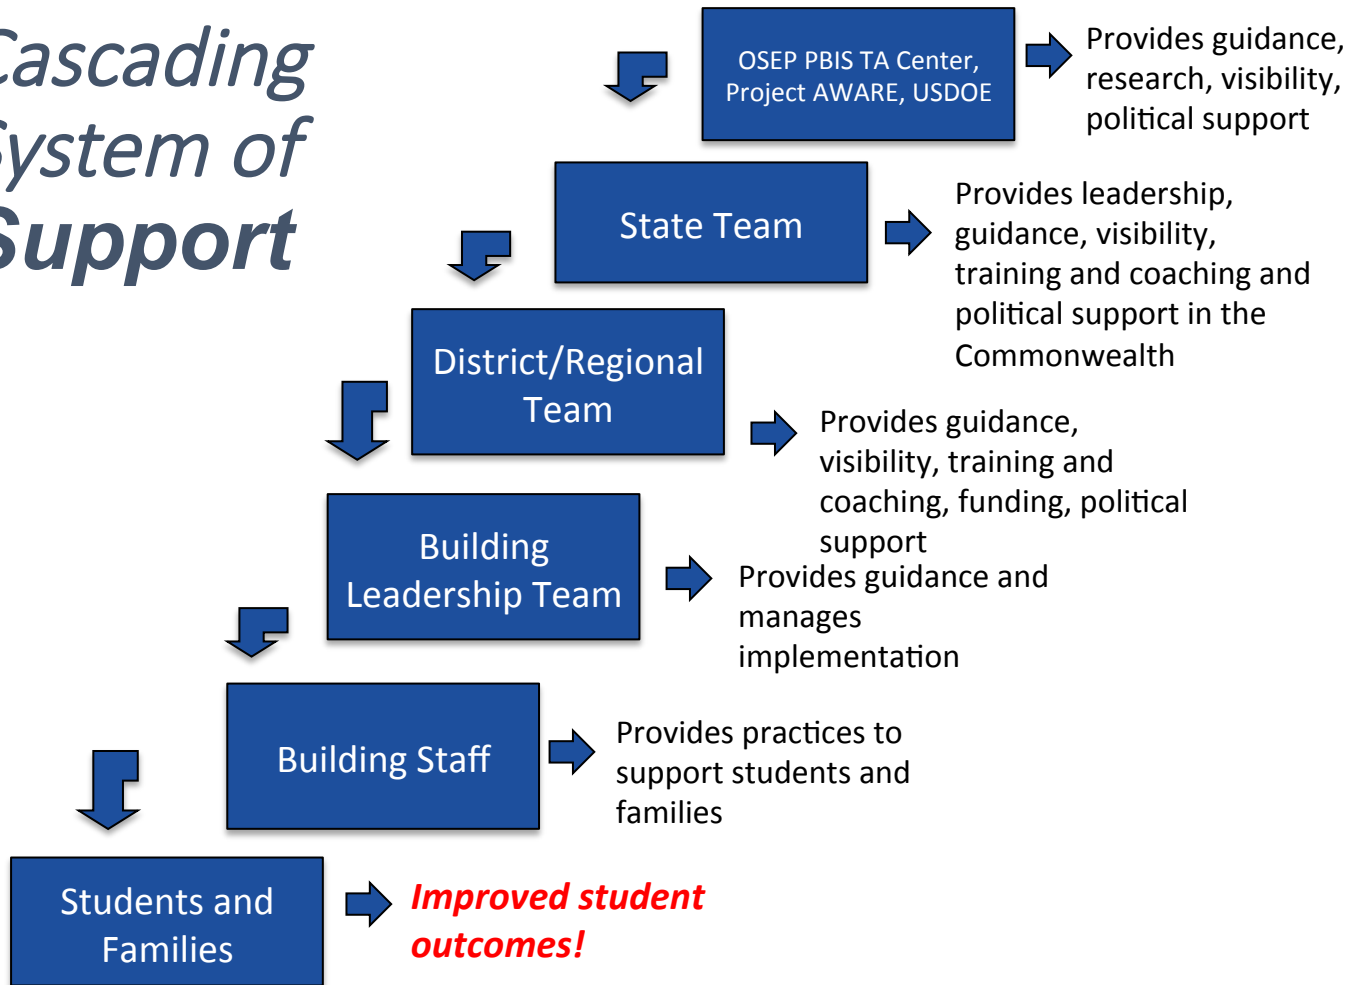 Cascading
System of
Support
OSEP PBIS TA Center,
Project AWARE, USDOE
Provides guidance,
research, visibility,
political support
State Team
Provides leadership,
guidance, visibility,
training and coaching and
political support in the
Commonwealth
District/Regional
Team
Provides guidance,
visibility, training and
coaching, funding, political
support
Building
Leadership Team
Provides guidance and
manages
implementation
Building Staff
Provides practices to
support students and
families
Students and
Families
Improved student
outcomes!